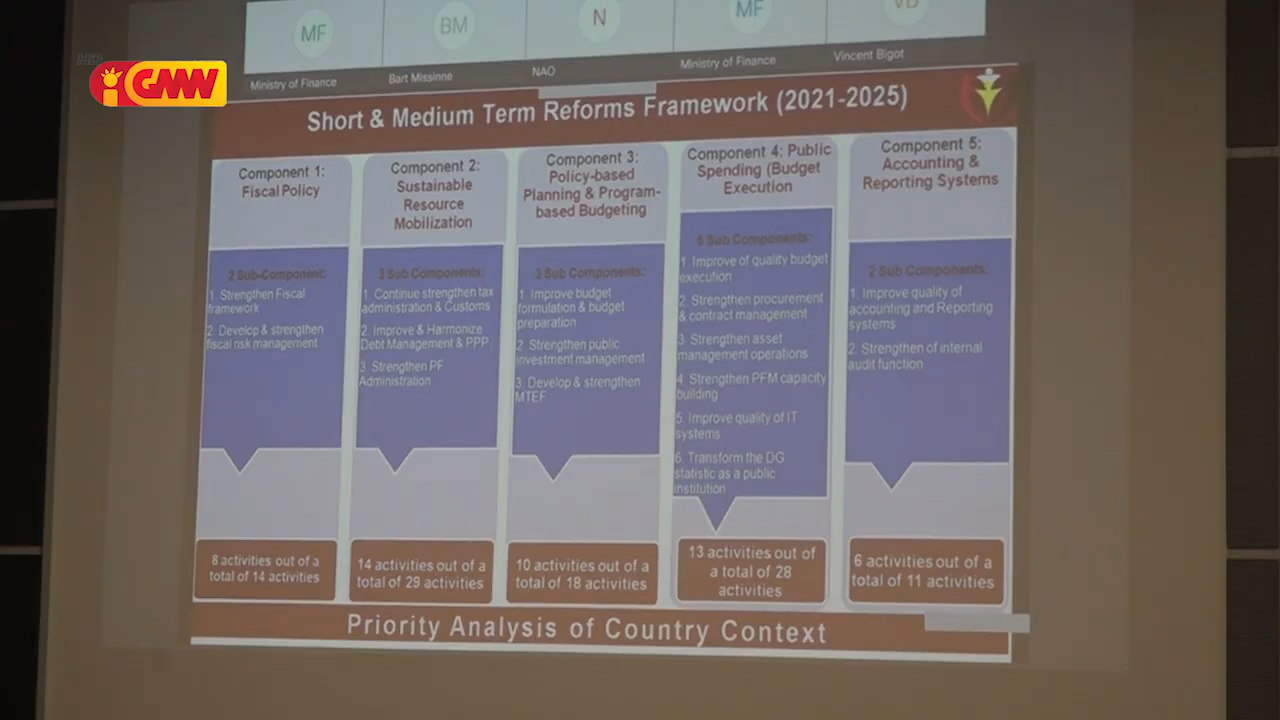 MF
BM
N
MF
VB
Ministry of Finance
Bart Missinne
NAO
Ministry of Finance
Vincent Bigot
HD
iGMW
Short & Medium Term Reforms Framework (2021-2025)
Component 1:
Fiscal Policy
2 Sub-Component:
1. Strengthen Fiscal
framework
2. Develop & strengthen
fiscal risk management
8 activities out of a
total of 14 activities
Component 2:
Sustainable
Resource
Mobilization
3 Sub Components:
1. Continue strengthen tax
administration & Customs
2. Improve & Harmonize
Debt Management & PPP
3. Strengthen PF
Administration
14 activities out of a
total of 29 activities
Component 3:
Policy-based
Planning & Program-
based Budgeting
3 Sub Components:
1. Improve budget
formulation & budget
preparation
2. Strengthen public
investment management
3. Develop & strengthen
MTEF
10 activities out of a
total of 18 activities
Component 4: Public
Spending (Budget
Execution
6 Sub Components:
1. Improve of quality budget
execution
2. Strengthen procurement
& contract management
3. Strengthen asset
management operations
4. Strengthen PFM capacity
building
5. Improve quality of IT
systems
6. Transform the DG
statistic as a public
institution
13 activities out of
a total of 28
activities
Component 5:
Accounting &
Reporting Systems
2 Sub Components:
1. Improve quality of
accounting and Reporting
systems
2. Strengthen of internal
audit function
6 activities out of a
total of 11 activities
Priority Analysis of Country Context